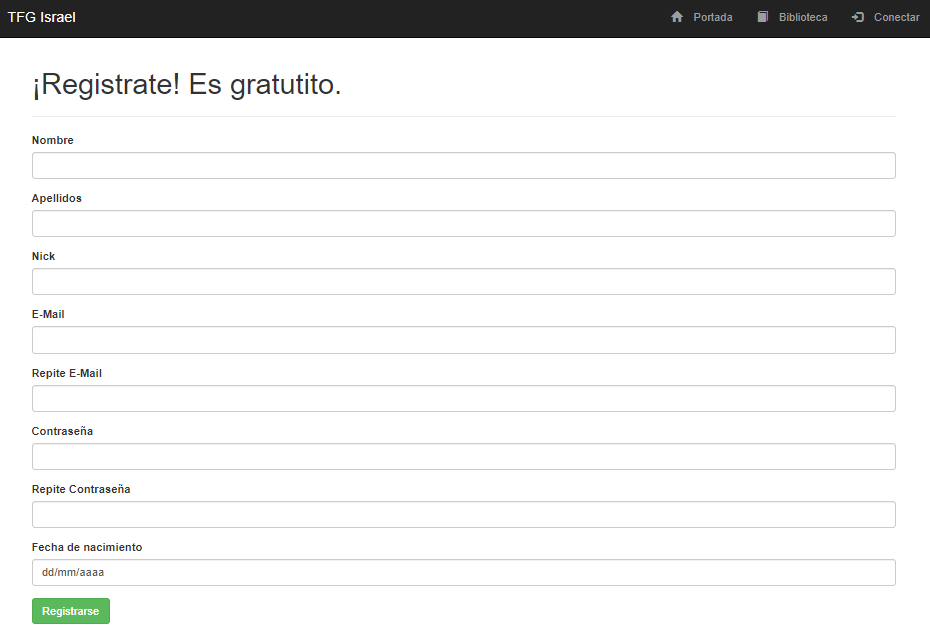 TFG Israel Portada Biblioteca Conectar
¡Registrate! Es gratutito.
Nombre
Apellidos
Nick
E-Mail
Repite E-Mail
Contraseña
Repite Contraseña
Fecha de nacimiento
dd/mm/aaaa
Registrarse